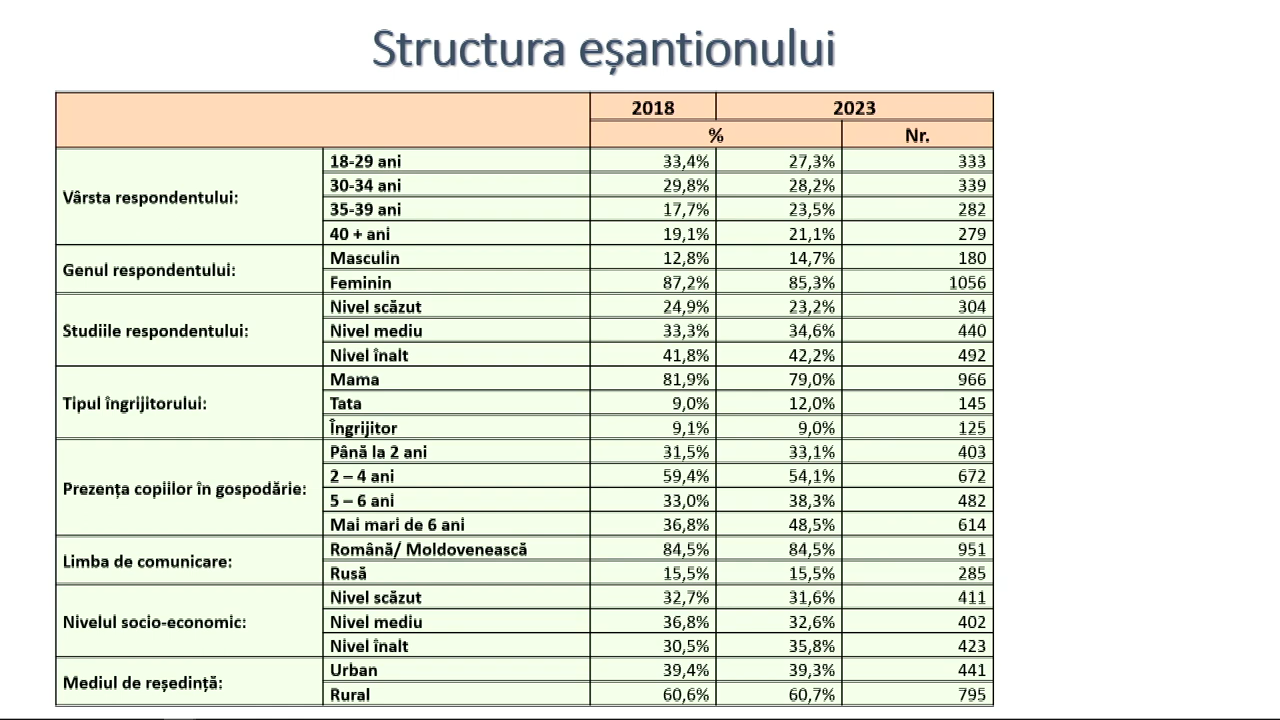 Structura eșantionului
2018 2023
% Nr.
Vârsta respondentului:
18-29 ani 33,4% 27,3% 333
30-34 ani 29,8% 28,2% 339
35-39 ani 17,7% 23,5% 282
40 + ani 19,1% 21,1% 279
Genul respondentului:
Masculin 12,8% 14,7% 180
Feminin 87,2% 85,3% 1056
Studiile respondentului:
Nivel scăzut 24,9% 23,2% 304
Nivel mediu 33,3% 34,6% 440
Nivel înalt 41,8% 42,2% 492
Tipul îngrijitorului:
Mama 81,9% 79,0% 966
Tata 9,0% 12,0% 145
Îngrijitor 9,1% 9,0% 125
Prezența copiilor în gospodărie:
Până la 2 ani 31,5% 33,1% 403
2 – 4 ani 59,4% 54,1% 672
5 – 6 ani 33,0% 38,3% 482
Mai mari de 6 ani 36,8% 48,5% 614
Limba de comunicare:
Română/ Moldovenească 84,5% 84,5% 951
Rusă 15,5% 15,5% 285
Nivelul socio-economic:
Nivel scăzut 32,7% 31,6% 411
Nivel mediu 36,8% 32,6% 402
Nivel înalt 30,5% 35,8% 423
Mediul de reședință:
Urban 39,4% 39,3% 441
Rural 60,6% 60,7% 795